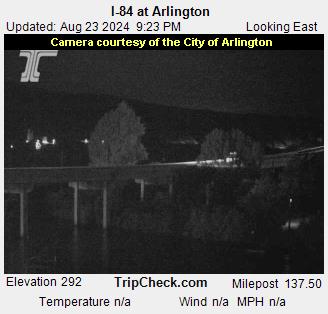 I-84 at Arlington
Updated: Aug 23 2024 9:23 PM Looking East
Camera courtesy of the City of Arlington
Elevation 292 TripCheck.com Milepost 137.50
Temperature n/a Wind n/a MPH n/a